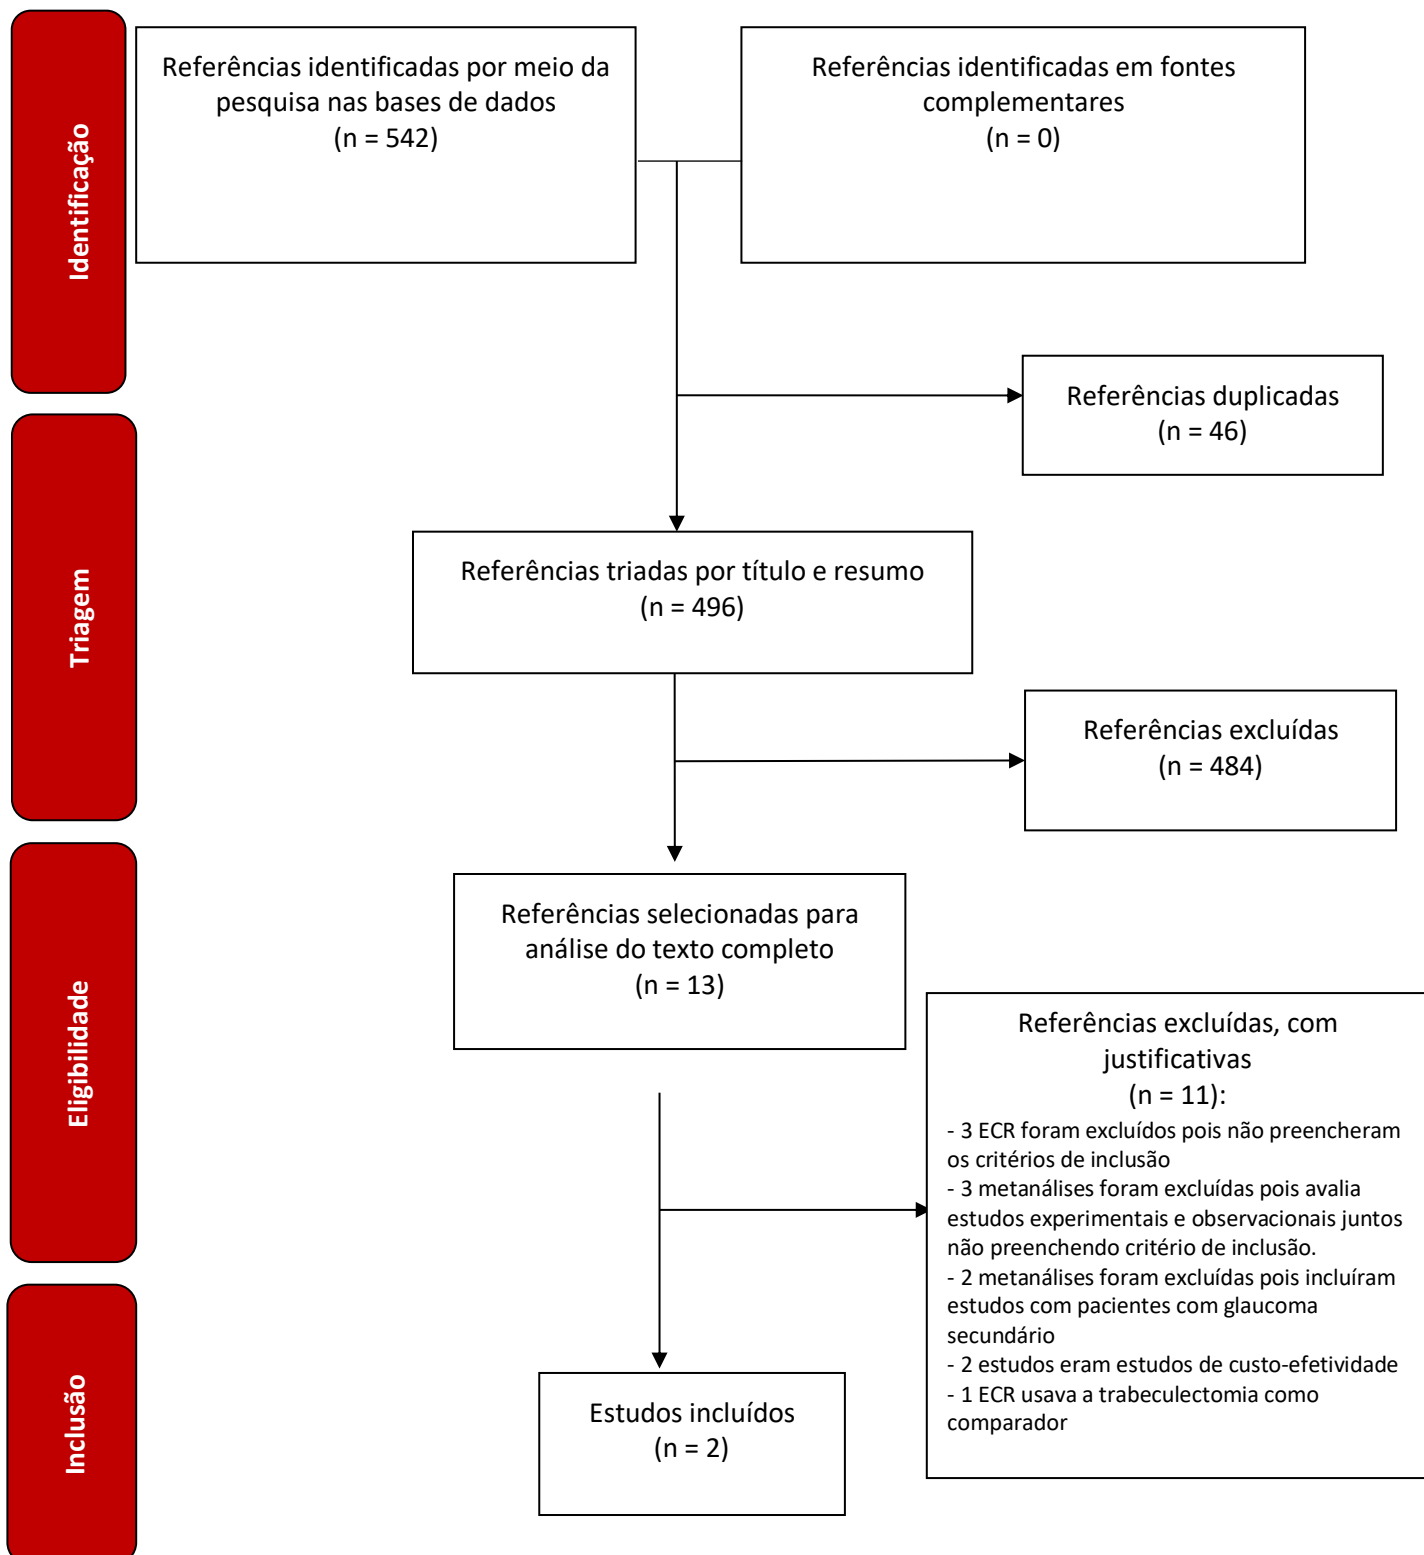 Identificação
Referências identificadas por meio da
pesquisa nas bases de dados
(n = 542)
Referências identificadas em fontes
complementares
(n = 0)
Referências duplicadas
(n = 46)
Triagem
Referências triadas por título e resumo
(n = 496)
Referências excluídas
(n = 484)
Eligibilidade
Referências selecionadas para
análise do texto completo
(n = 13)
Referências excluídas, com
justificativas
(n = 11):
- 3 ECR foram excluídos pois não preencheram
os critérios de inclusão
- 3 metanálises foram excluídas pois avalia
estudos experimentais e observacionais juntos
não preenchendo critério de inclusão.
- 2 metanálises foram excluídas pois incluíram
estudos com pacientes com glaucoma
secundário
- 2 estudos eram estudos de custo-efetividade
- 1 ECR usava a trabeculectomia como
comparador
Inclusão
Estudos incluídos
(n = 2)